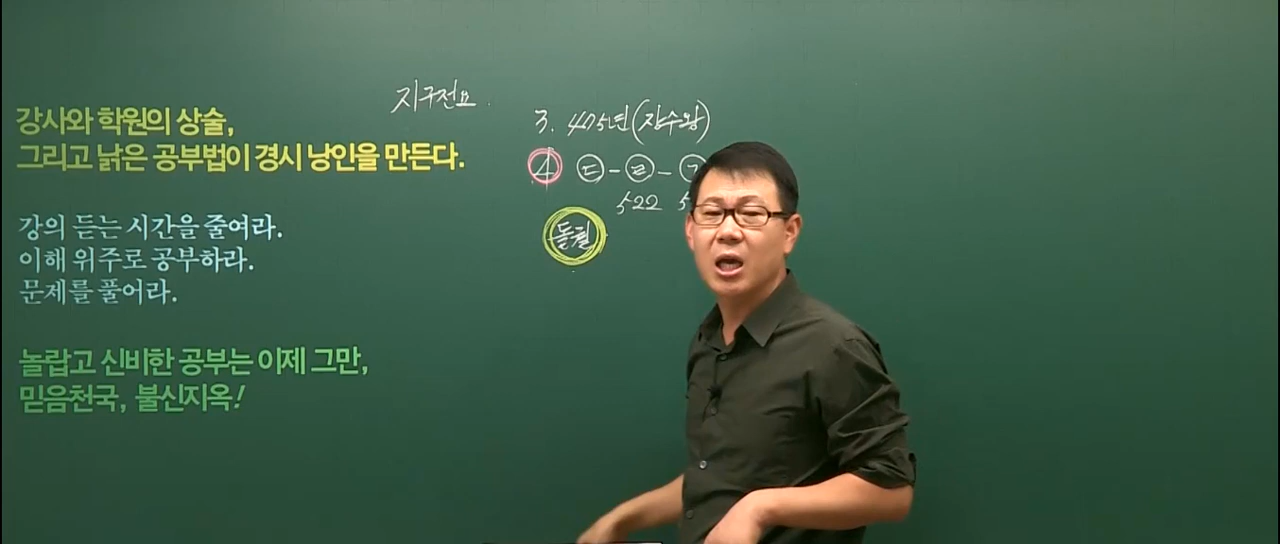 강사와 학원의 상술,
그리고 낡은 공부법이 경시 낭인을 만든다.
강의 듣는 시간을 줄여라.
이해 위주로 공부하라.
문제를 풀어라.
놀랍고 신비한 공부는 이제 그만,
믿음천국, 불신지옥!
지구전요
3. 475년(장수왕)
4 ㄷ-ㄹ-ㄱ
522 5
돌궐